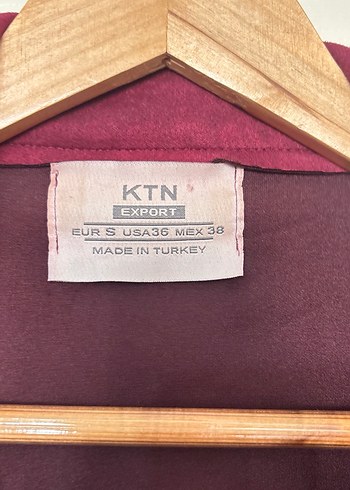 KTN
EXPORT
EUR S USA36 MEX 38
MADE IN TURKEY